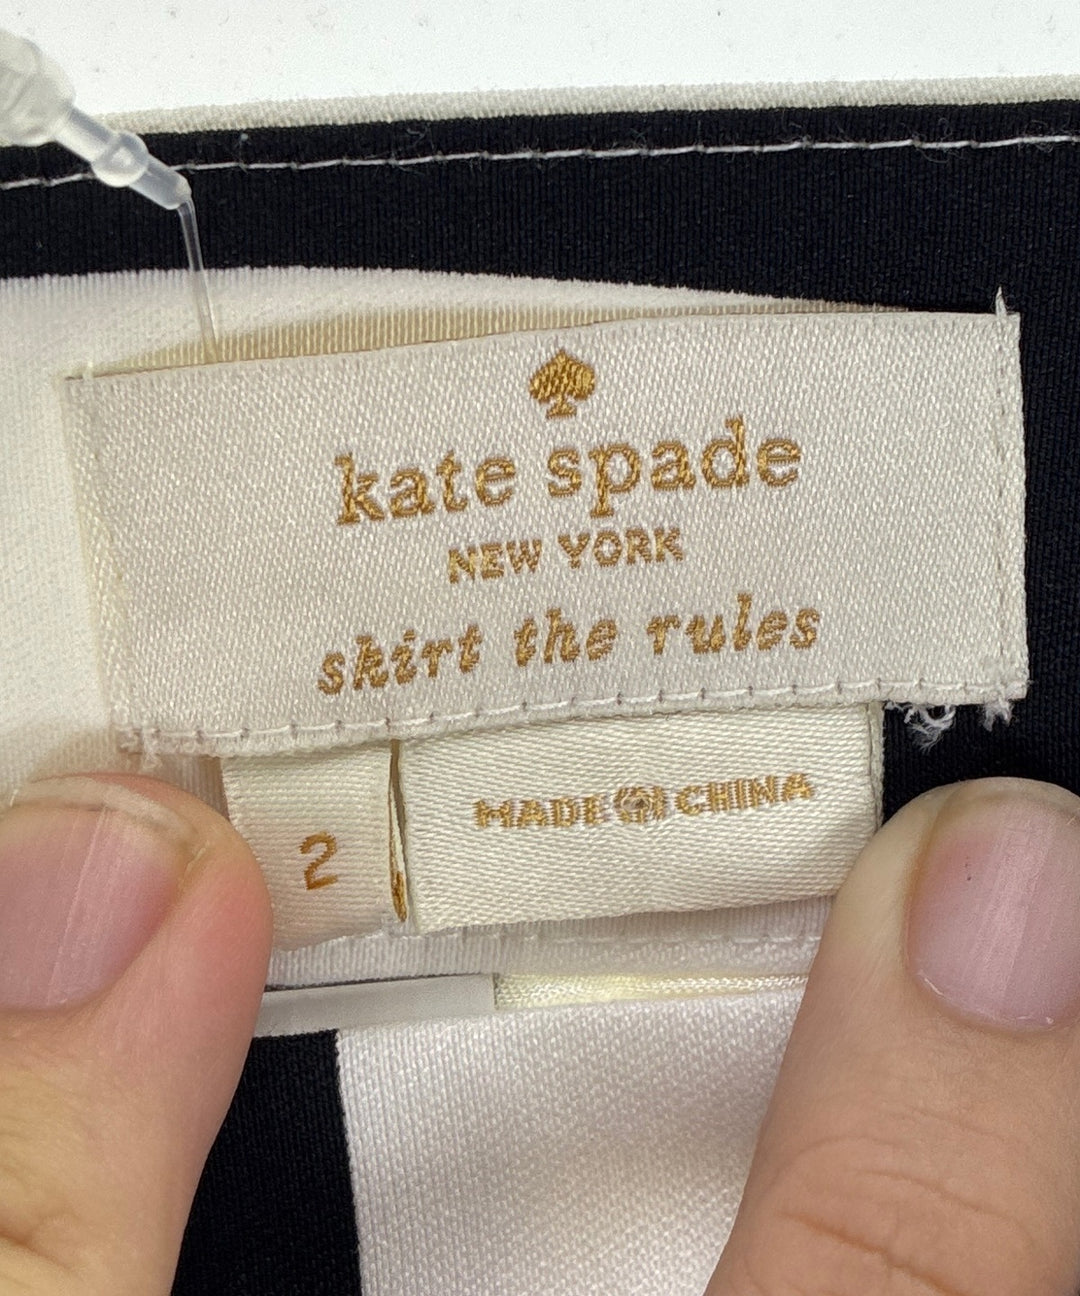 kate spade
NEW YORK
skirt the rules
2
MADE IN CHINA